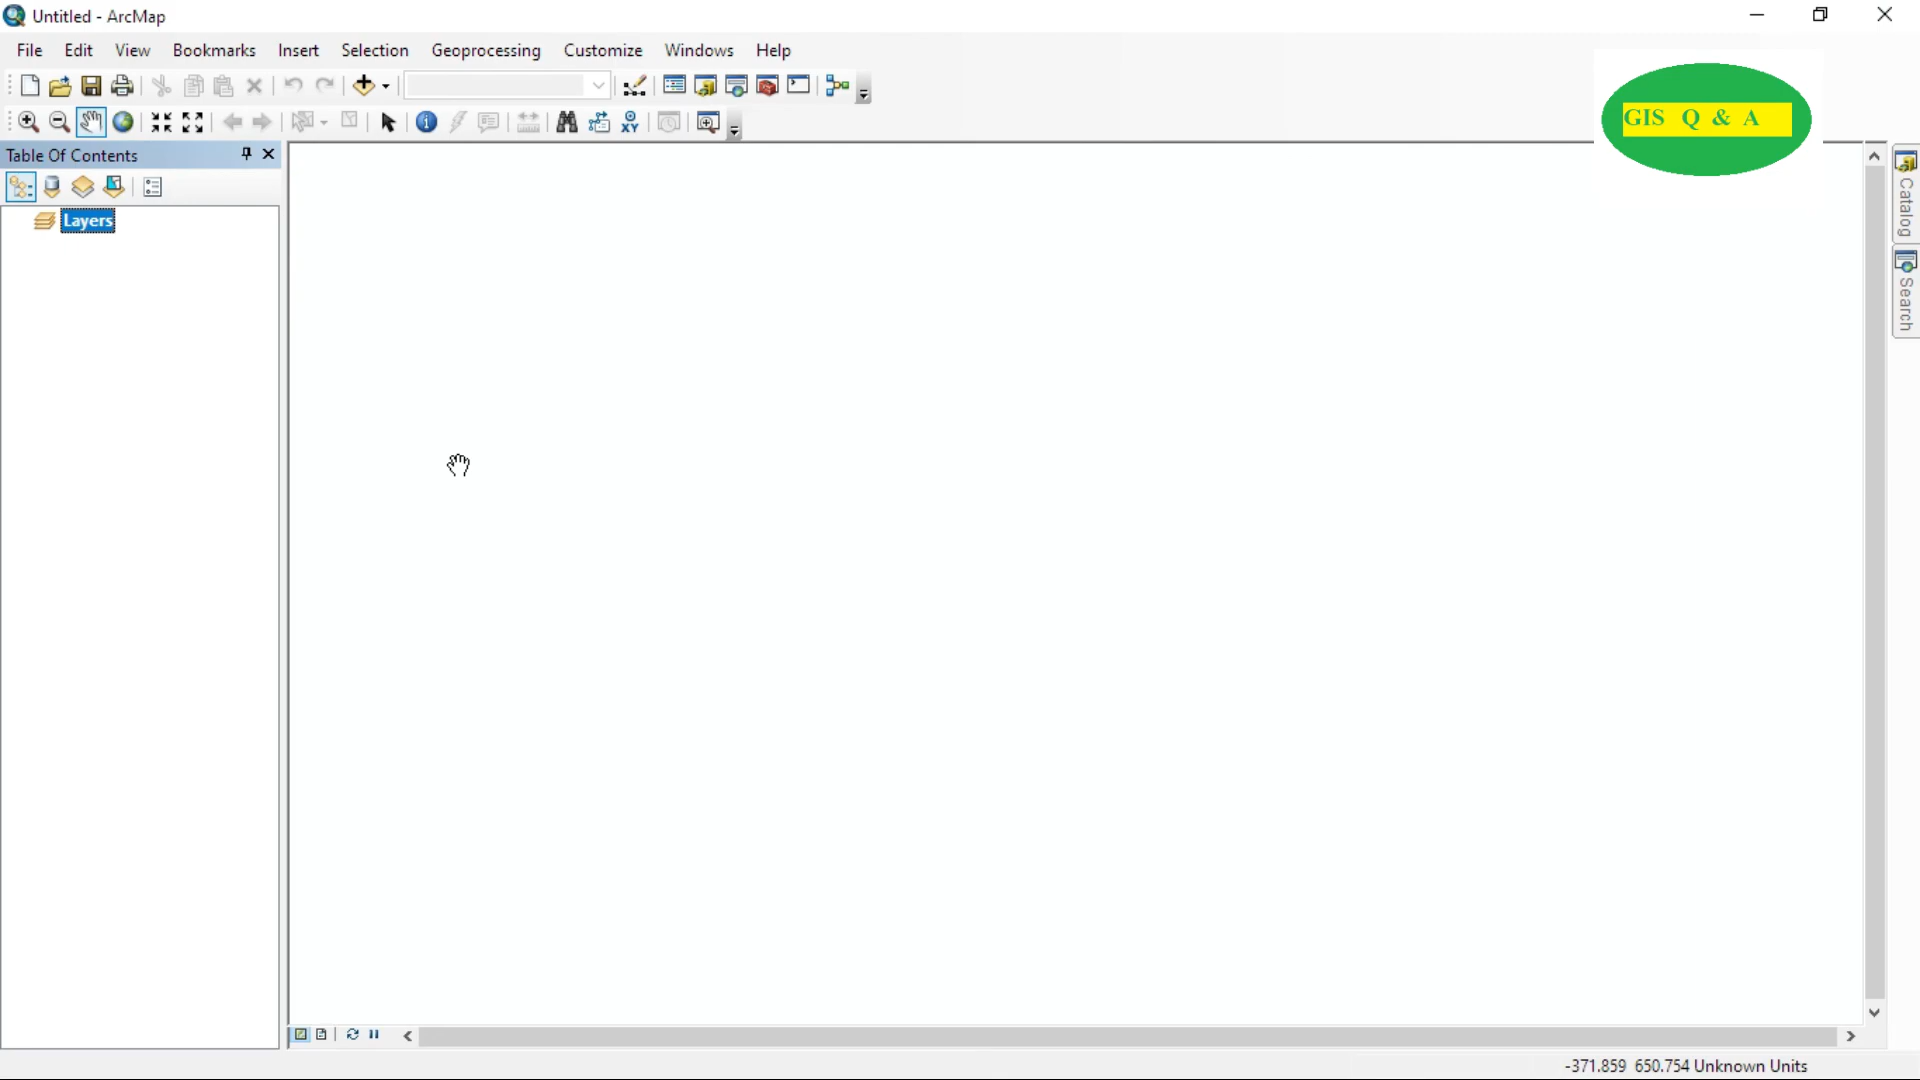 Untitled - ArcMap
File Edit View Bookmarks Insert Selection Geoprocessing Customize Windows Help
GIS Q & A
Table Of Contents
Layers
Catalog
Search
-371.859 650.754 Unknown Units